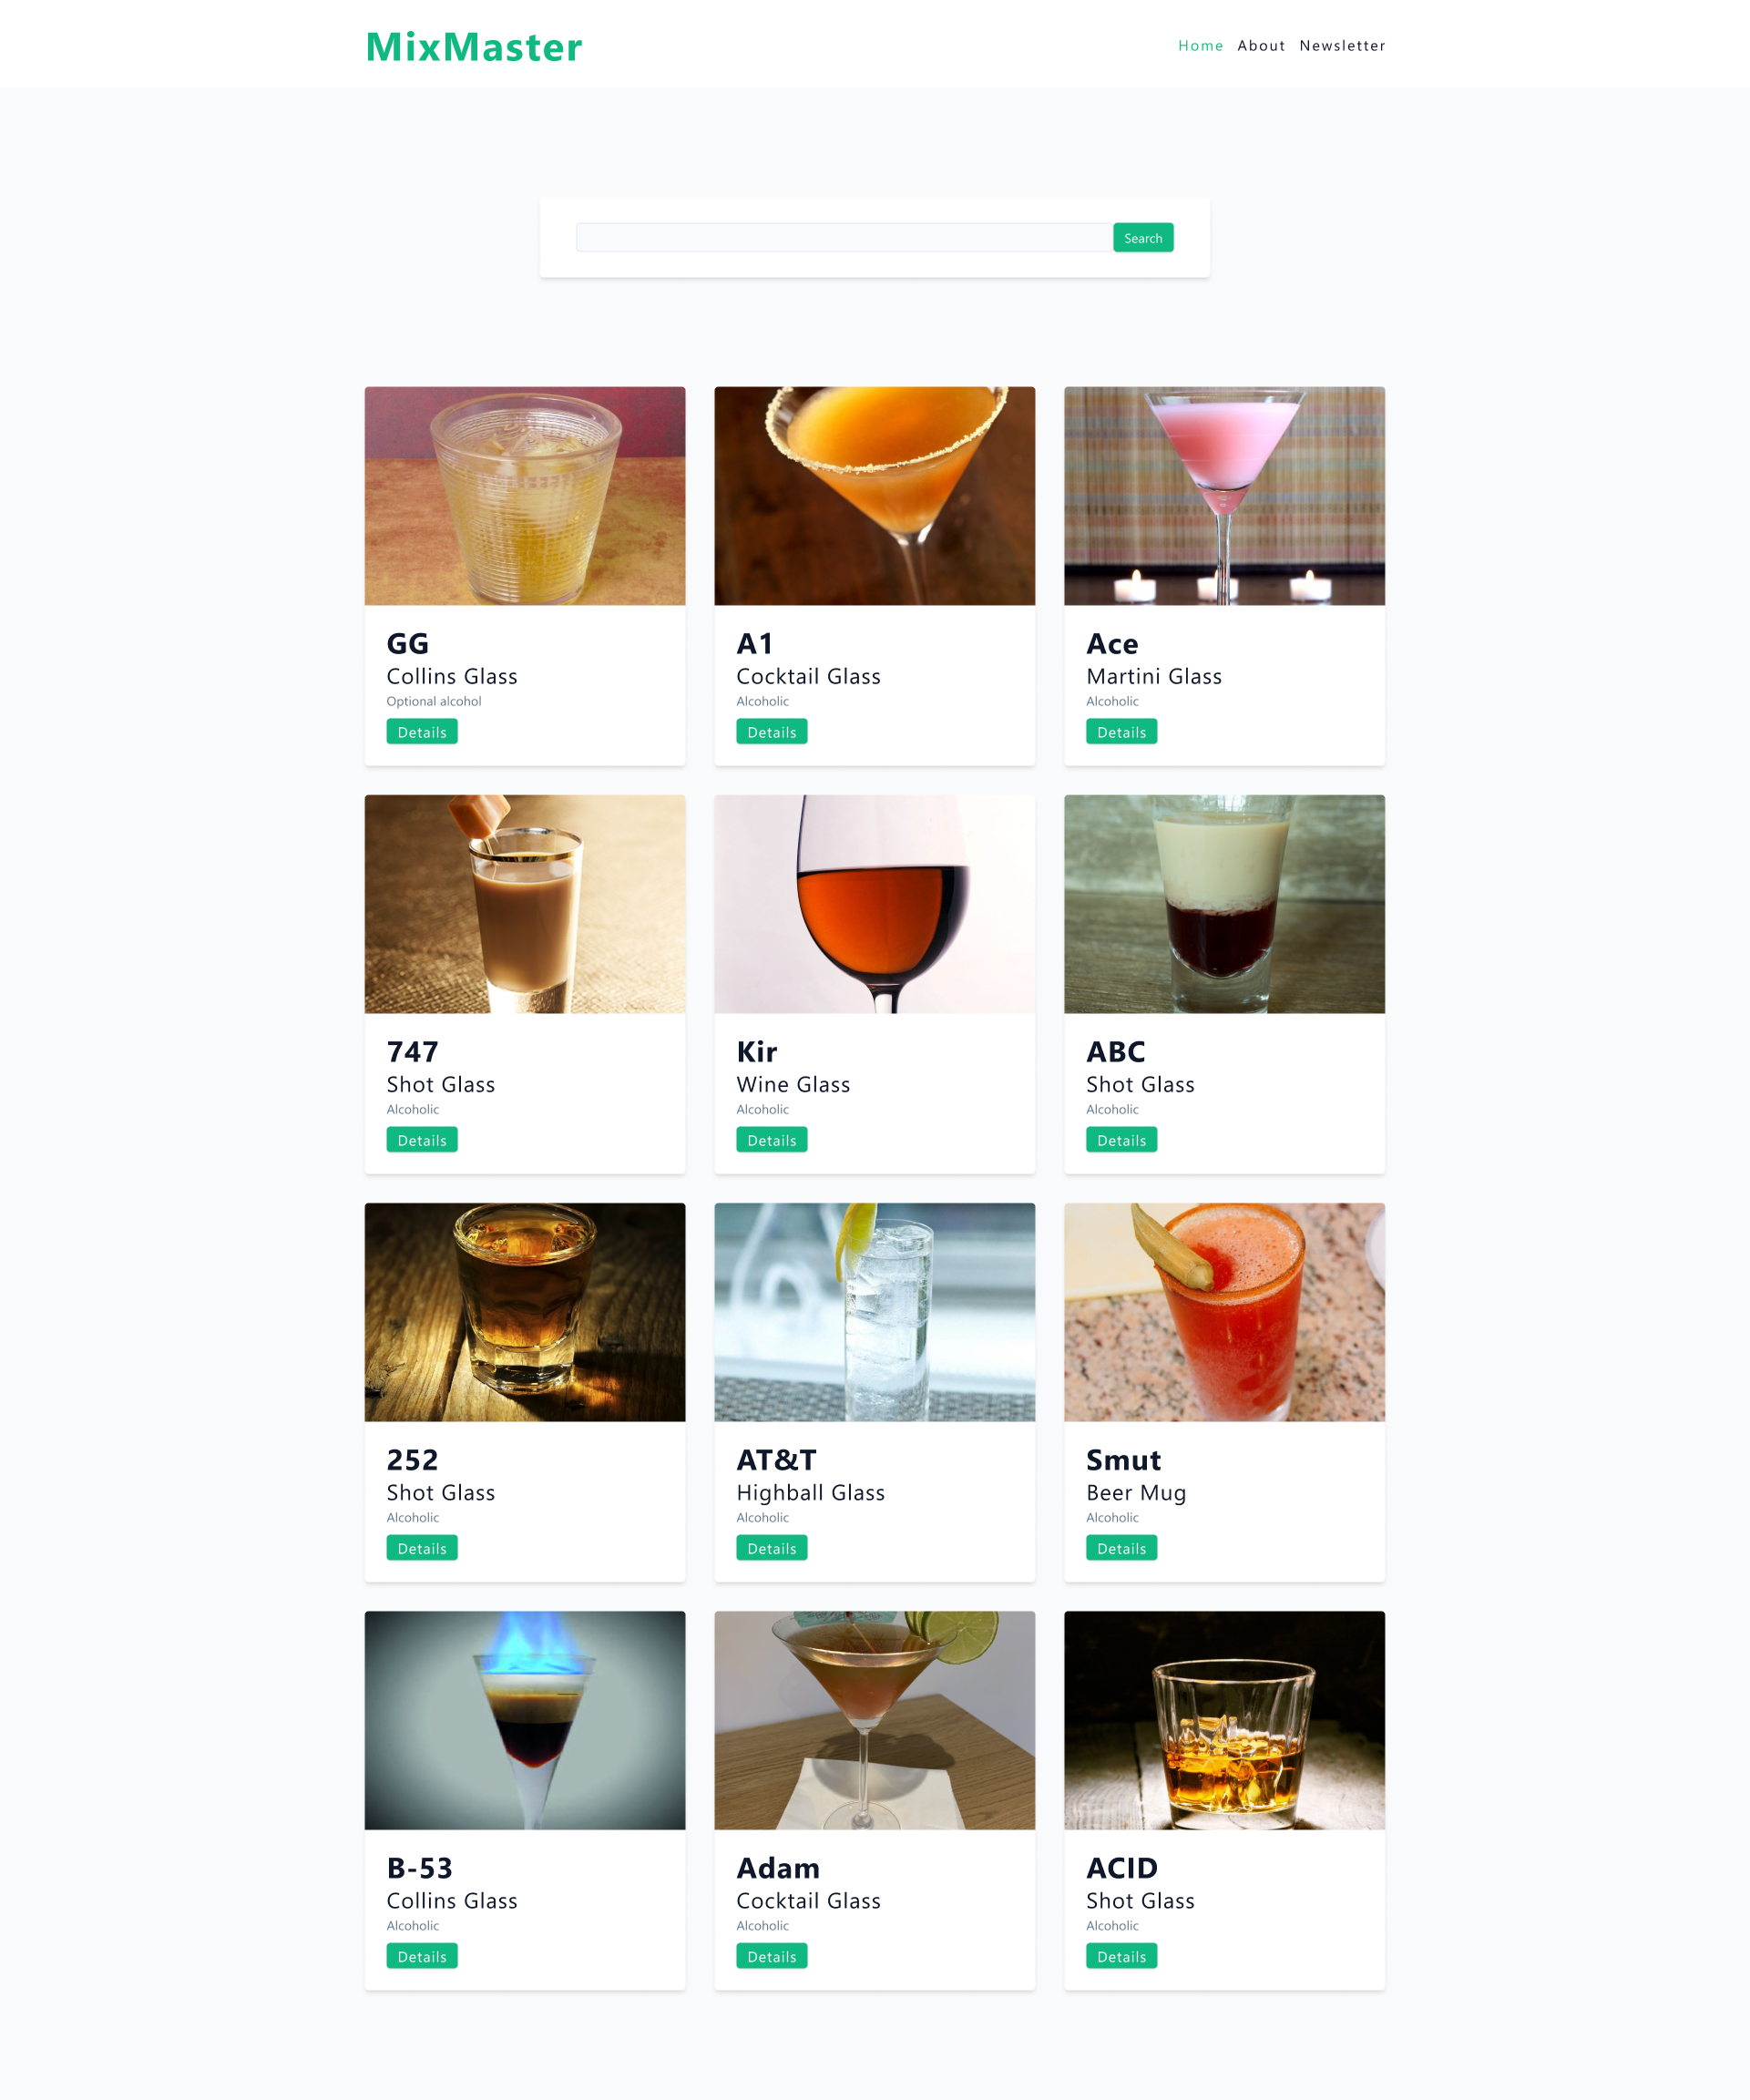 MixMaster
Home About Newsletter
Search
GG
Collins Glass
Optional alcohol
Details
A1
Cocktail Glass
Alcoholic
Details
Ace
Martini Glass
Alcoholic
Details
747
Shot Glass
Alcoholic
Details
Kir
Wine Glass
Alcoholic
Details
ABC
Shot Glass
Alcoholic
Details
252
Shot Glass
Alcoholic
Details
AT&T
Highball Glass
Alcoholic
Details
Smut
Beer Mug
Alcoholic
Details
B-53
Collins Glass
Alcoholic
Details
Adam
Cocktail Glass
Alcoholic
Details
ACID
Shot Glass
Alcoholic
Details